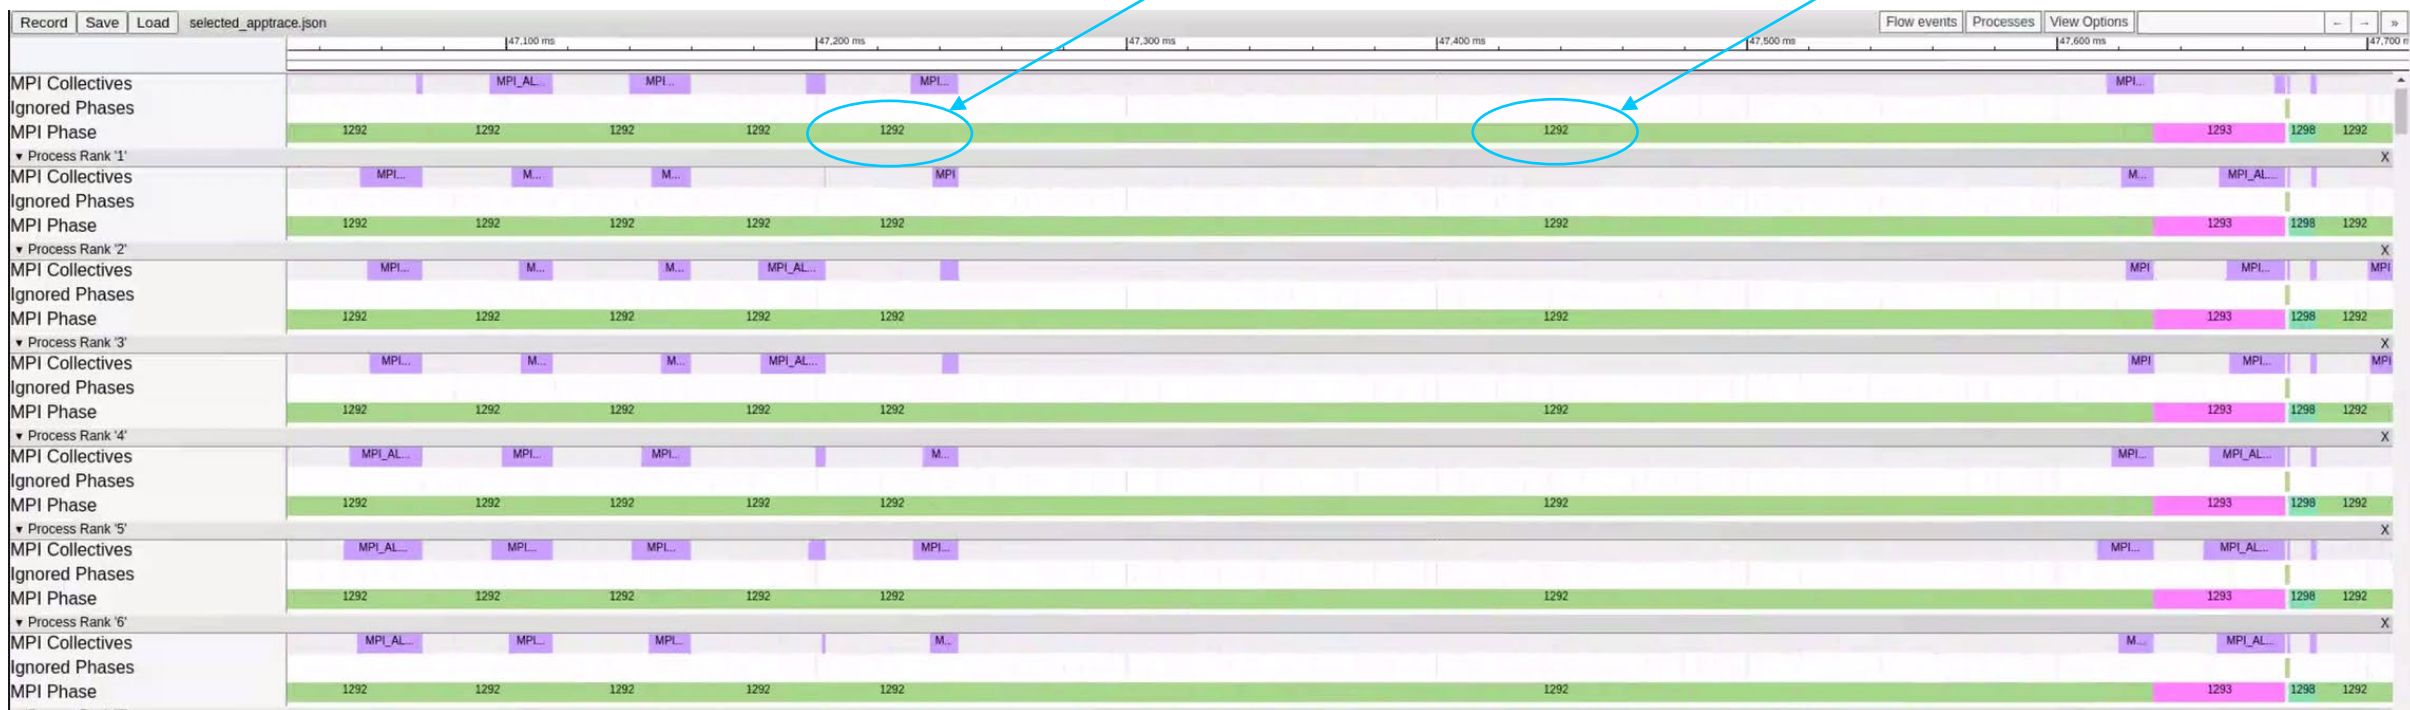 Record Save Load selected_apptrace.json Flow events Processes View Options ← → »
47,100 ms 47,200 ms 47,300 ms 47,400 ms 47,500 ms 47,600 ms 47,700 m
MPI Collectives MPI_AL... MPI... MPI... MPI...
Ignored Phases
MPI Phase 1292 1292 1292 1292 1292 1292 1293 1298 1292
▾ Process Rank '1' X
MPI Collectives MPI... M... M... MPI M... MPI_AL...
Ignored Phases
MPI Phase 1292 1292 1292 1292 1292 1292 1293 1298 1292
▾ Process Rank '2' X
MPI Collectives MPI... M... M... MPI_AL... MPI MPI... MPI
Ignored Phases
MPI Phase 1292 1292 1292 1292 1292 1292 1293 1298 1292
▾ Process Rank '3' X
MPI Collectives MPI... M... M... MPI_AL... MPI MPI... MPI
Ignored Phases
MPI Phase 1292 1292 1292 1292 1292 1292 1293 1298 1292
▾ Process Rank '4' X
MPI Collectives MPI_AL... MPI... MPI... M... MPI... MPI_AL...
Ignored Phases
MPI Phase 1292 1292 1292 1292 1292 1292 1293 1298 1292
▾ Process Rank '5' X
MPI Collectives MPI_AL... MPI... MPI... MPI... MPI... MPI_AL...
Ignored Phases
MPI Phase 1292 1292 1292 1292 1292 1292 1293 1298 1292
▾ Process Rank '6' X
MPI Collectives MPI_AL... MPI... MPI... M... M... MPI_AL...
Ignored Phases
MPI Phase 1292 1292 1292 1292 1292 1292 1293 1298 1292